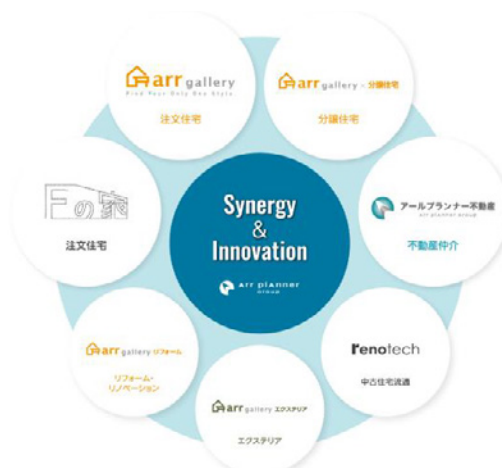 arr gallery
Find Your Only One Style.
注文住宅
arr gallery × 分譲住宅
分譲住宅
Fの家
注文住宅
Synergy
&
Innovation
Arr plAnner
GROUP
アールプランナー不動産
arr planner Group
不動産仲介
arr gallery リフォーム
リフォーム・
リノベーション
renotech
中古住宅流通
arr gallery エクステリア
エクステリア